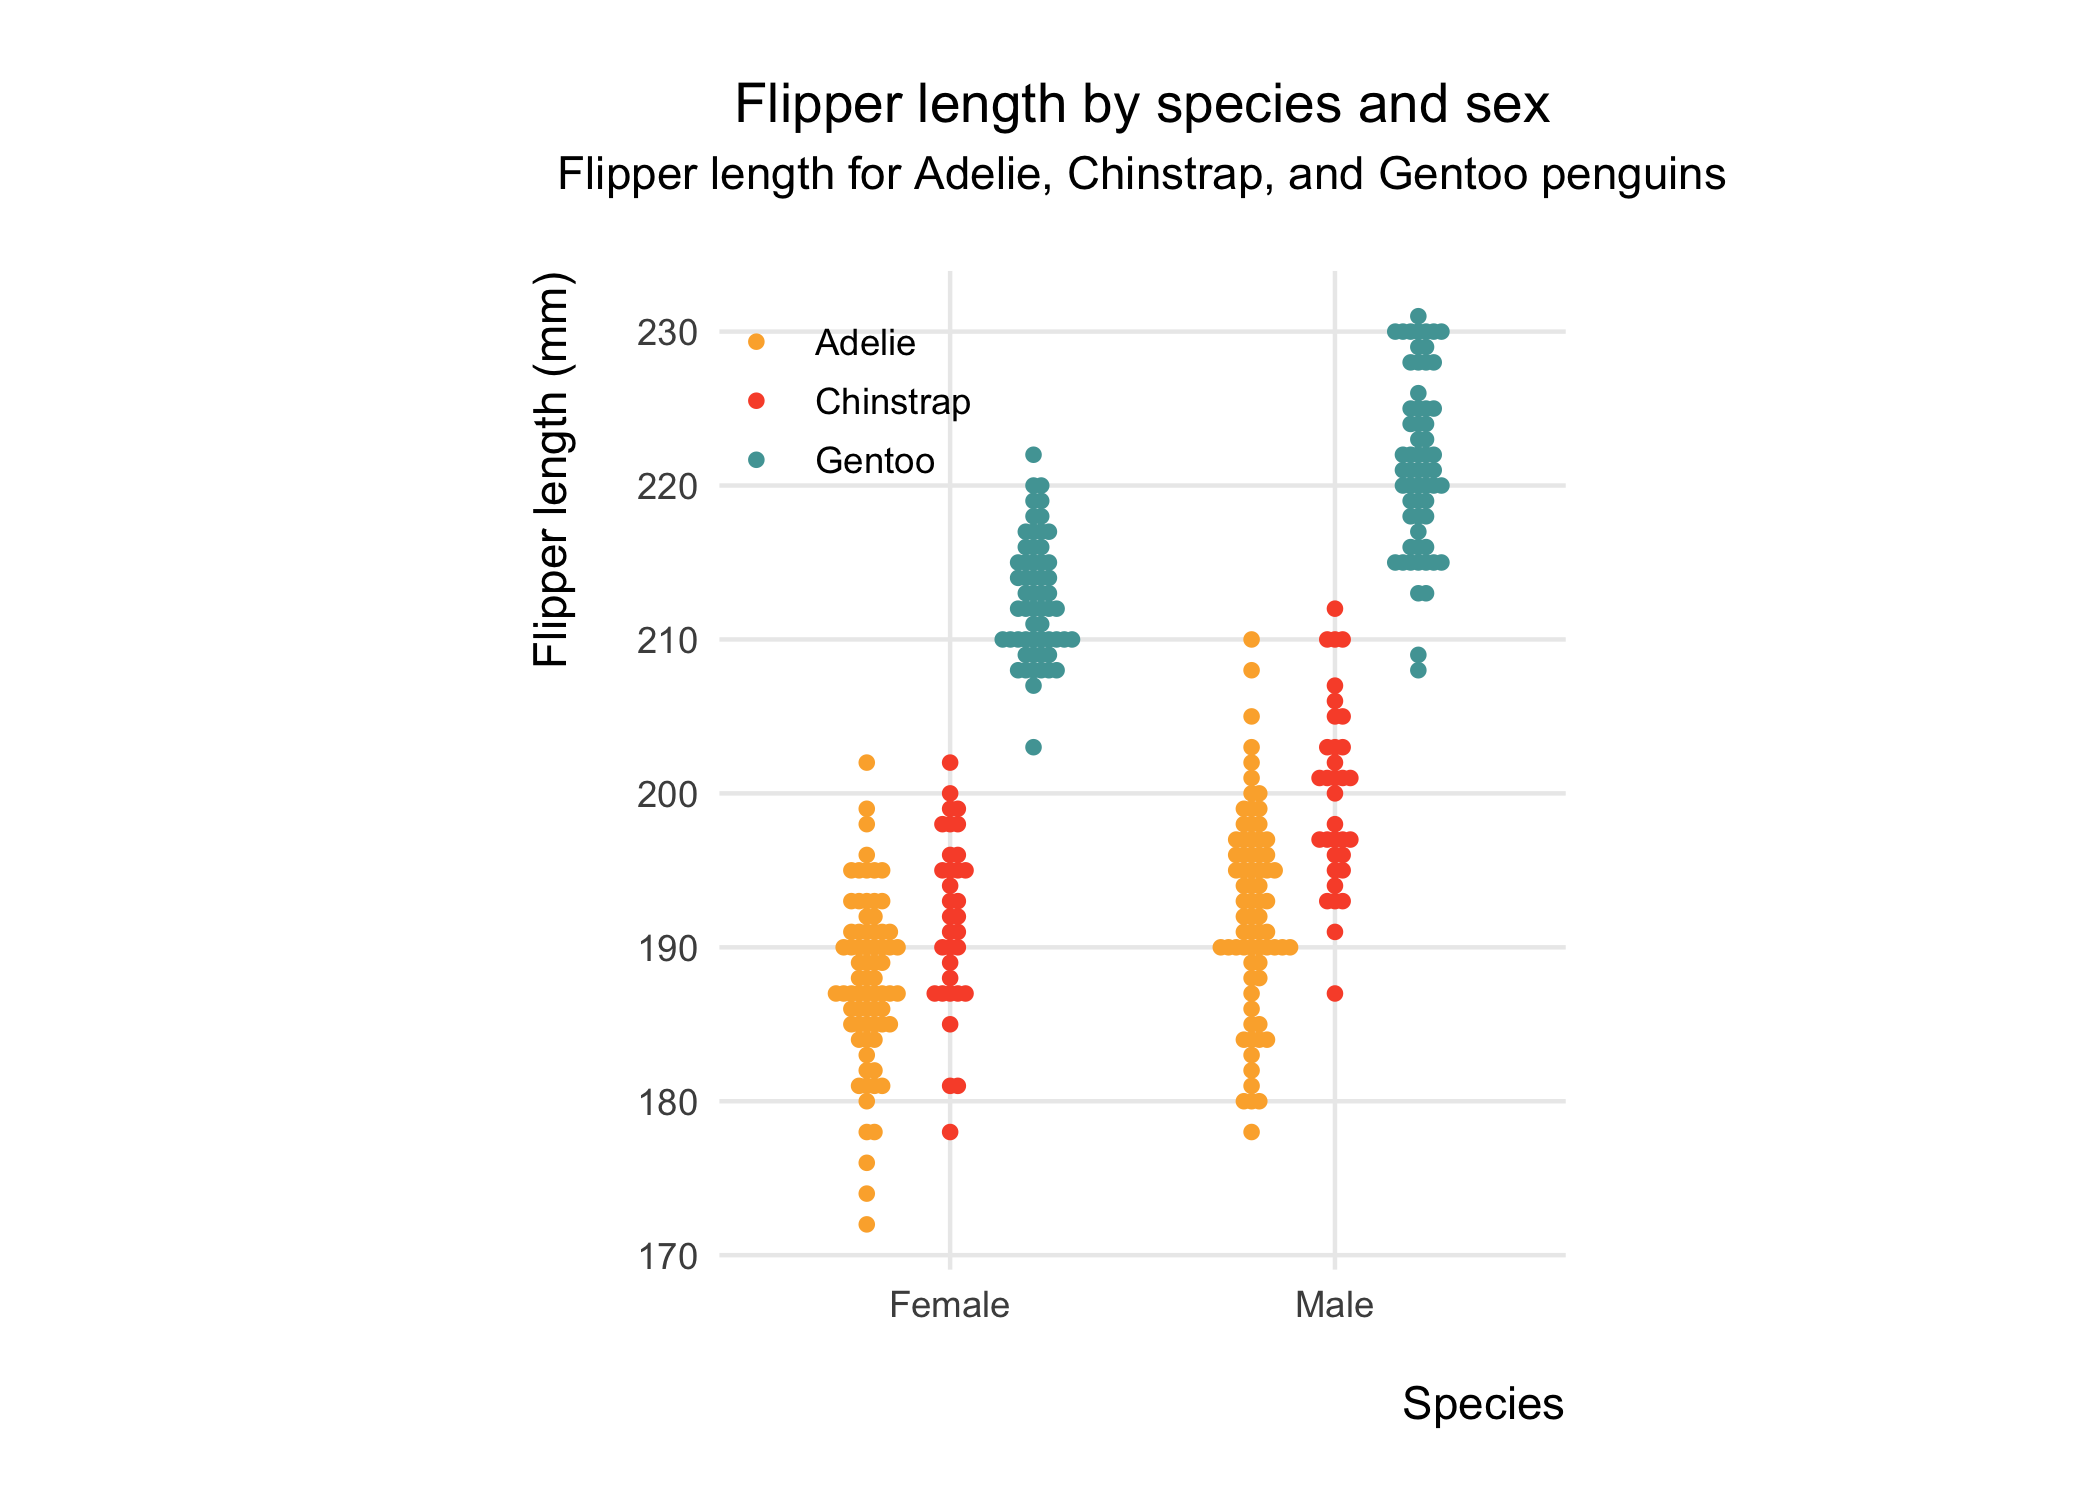 Flipper length by species and sex
Flipper length for Adelie, Chinstrap, and Gentoo penguins
Flipper length (mm)
230
220
210
200
190
180
170
Adelie
Chinstrap
Gentoo
Female
Male
Species